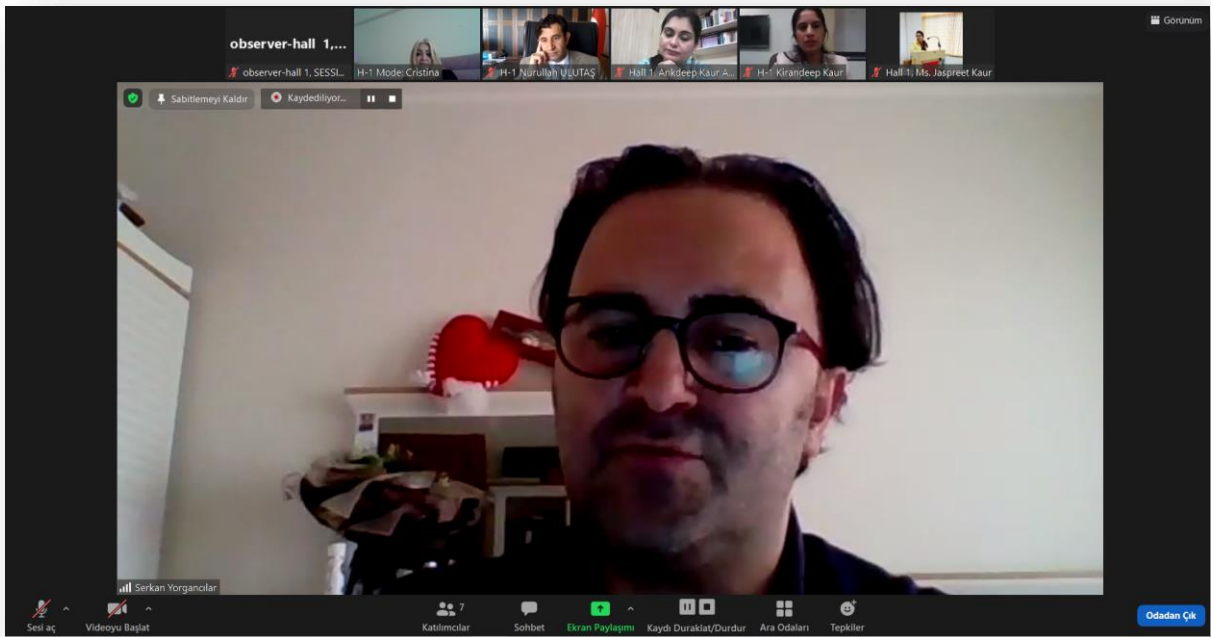 Görünüm
observer-hall 1,...
observer-hall 1, SESSI...
H-1 Mode: Cristina
H-1 Nurullah ULUTAŞ
Hall 1, Ankdeep Kaur A...
H-1 Kirandeep Kaur
Hall 1, Ms. Jaspreet Kaur
Sabitlemeyi Kaldır
Kaydediliyor...
Serkan Yorgancılar
Sesi aç
Videoyu Başlat
7
Katılımcılar
Sohbet
Ekran Paylaşımı
Kaydı Duraklat/Durdur
Ara Odaları
Tepkiler
Odadan Çık